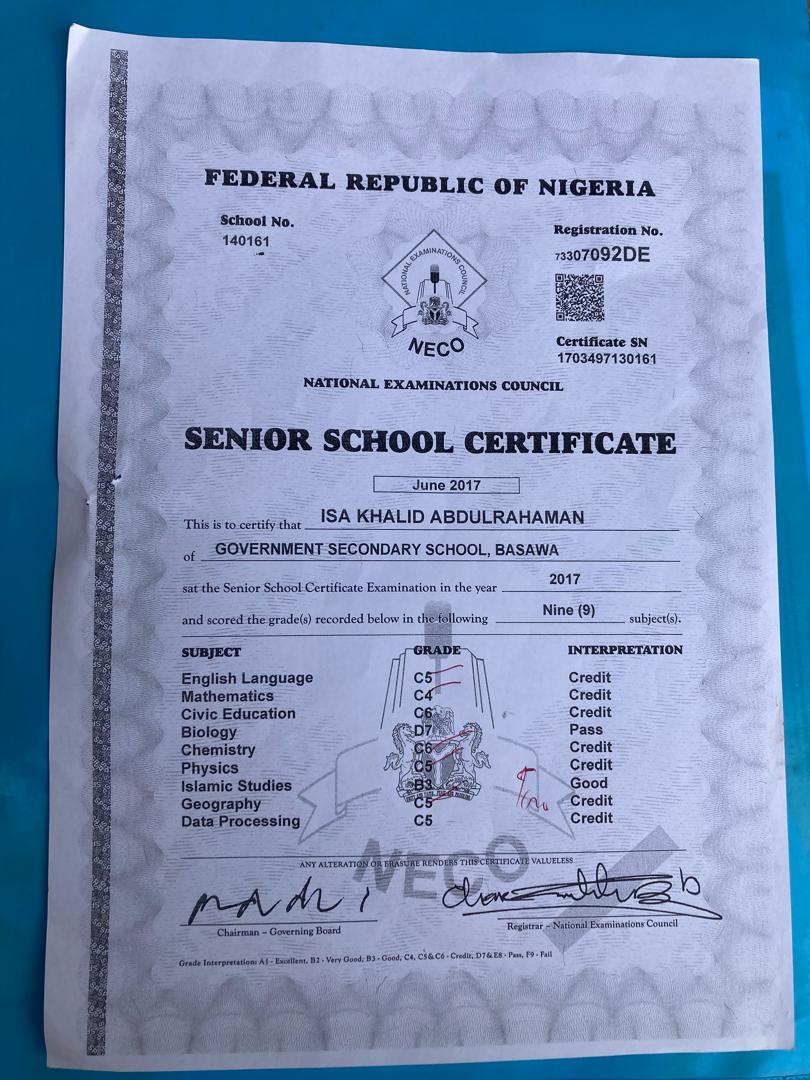 FEDERAL REPUBLIC OF NIGERIA
School No.
140161
Registration No.
73307092DE
NATIONAL EXAMINATIONS COUNCIL
NECO
Certificate SN
1703497130161
NATIONAL EXAMINATIONS COUNCIL
SENIOR SCHOOL CERTIFICATE
June 2017
This is to certify that ISA KHALID ABDULRAHAMAN
of GOVERNMENT SECONDARY SCHOOL, BASAWA
sat the Senior School Certificate Examination in the year 2017
and scored the grade(s) recorded below in the following Nine (9) subject(s).
SUBJECT GRADE INTERPRETATION
English Language C5 Credit
Mathematics C4 Credit
Civic Education C6 Credit
Biology D7 Pass
Chemistry C6 Credit
Physics C5 Credit
Islamic Studies B3 Good
Geography C5 Credit
Data Processing C5 Credit
NECO
ANY ALTERATION OR ERASURE RENDERS THIS CERTIFICATE VALUELESS
Chairman – Governing Board
Registrar – National Examinations Council
Grade Interpretation: A1 - Excellent, B2 - Very Good, B3 - Good, C4, C5 & C6 - Credit, D7 & E8 - Pass, F9 - Fail